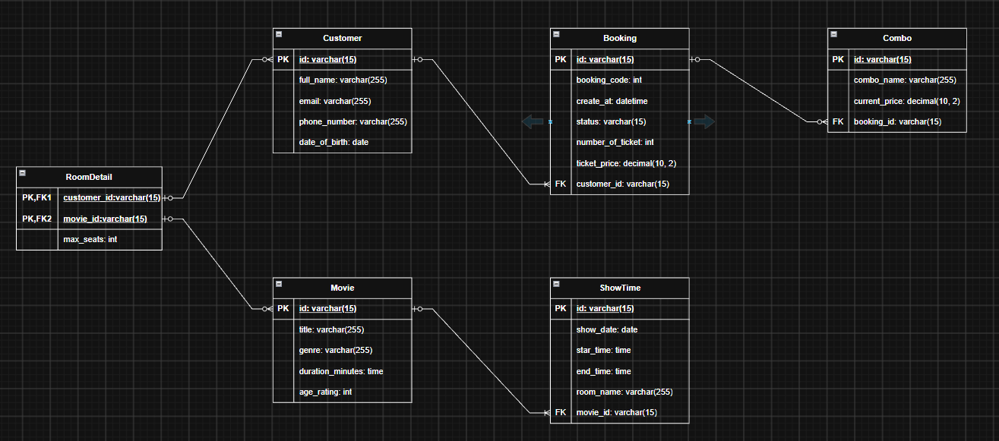 Customer
PK id: varchar(15)
full_name: varchar(255)
email: varchar(255)
phone_number: varchar(255)
date_of_birth: date
Booking
PK id: varchar(15)
booking_code: int
create_at: datetime
status: varchar(15)
number_of_ticket: int
ticket_price: decimal(10, 2)
FK customer_id: varchar(15)
Combo
PK id: varchar(15)
combo_name: varchar(255)
current_price: decimal(10, 2)
FK booking_id: varchar(15)
RoomDetail
PK,FK1 customer_id:varchar(15)
PK,FK2 movie_id:varchar(15)
max_seats: int
Movie
PK id: varchar(15)
title: varchar(255)
genre: varchar(255)
duration_minutes: time
age_rating: int
ShowTime
PK id: varchar(15)
show_date: date
star_time: time
end_time: time
room_name: varchar(255)
FK movie_id: varchar(15)